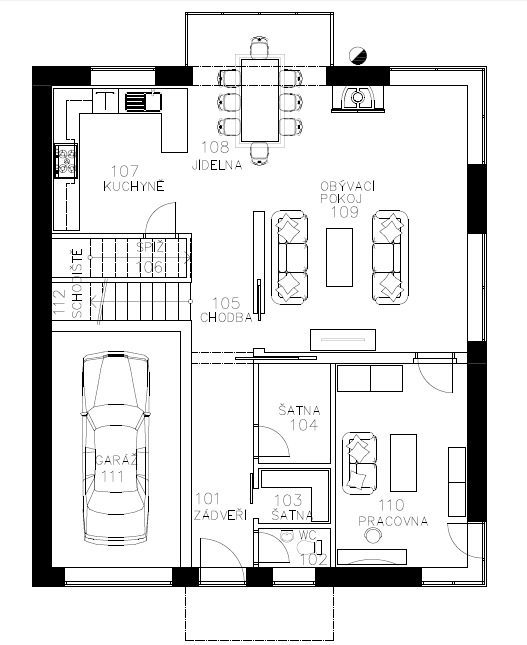 108
JÍDELNA
107
KUCHYNĚ
OBÝVACÍ
POKOJ
109
SPÍŽ
106
112
SCHODIŠTĚ
105
CHODBA
ŠATNA
104
GARÁŽ
111
101
ZÁDVEŘÍ
103
ŠATNA
110
PRACOVNA
WC
102